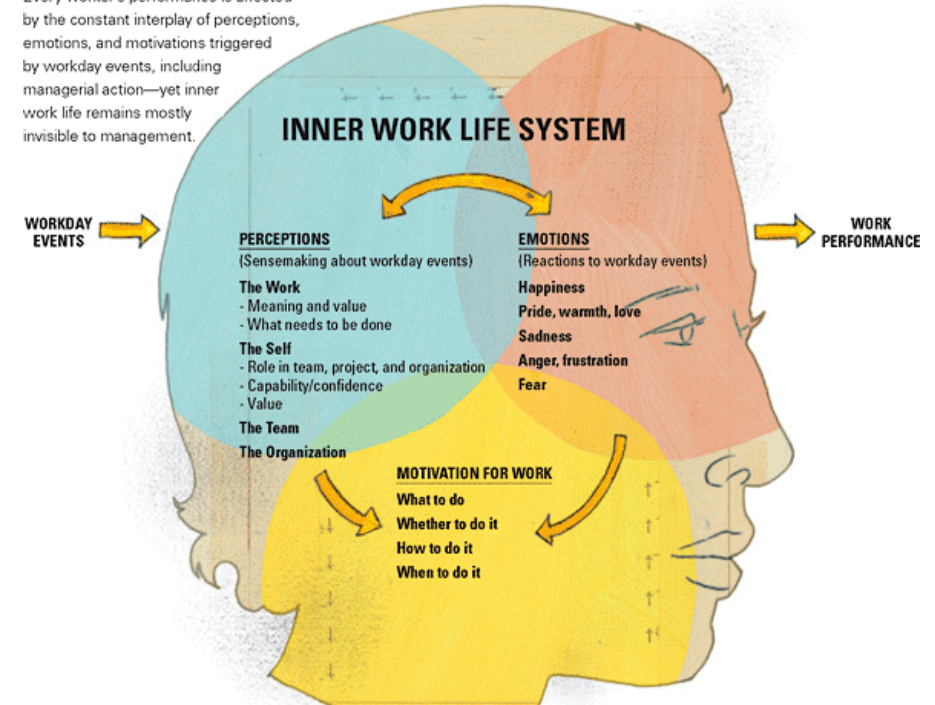 by the constant interplay of perceptions,
emotions, and motivations triggered
by workday events, including
managerial action—yet inner
work life remains mostly
invisible to management.
INNER WORK LIFE SYSTEM
WORKDAY
EVENTS
WORK
PERFORMANCE
PERCEPTIONS
(Sensemaking about workday events)
The Work
- Meaning and value
- What needs to be done
The Self
- Role in team, project, and organization
- Capability/confidence
- Value
The Team
The Organization
EMOTIONS
(Reactions to workday events)
Happiness
Pride, warmth, love
Sadness
Anger, frustration
Fear
MOTIVATION FOR WORK
What to do
Whether to do it
How to do it
When to do it